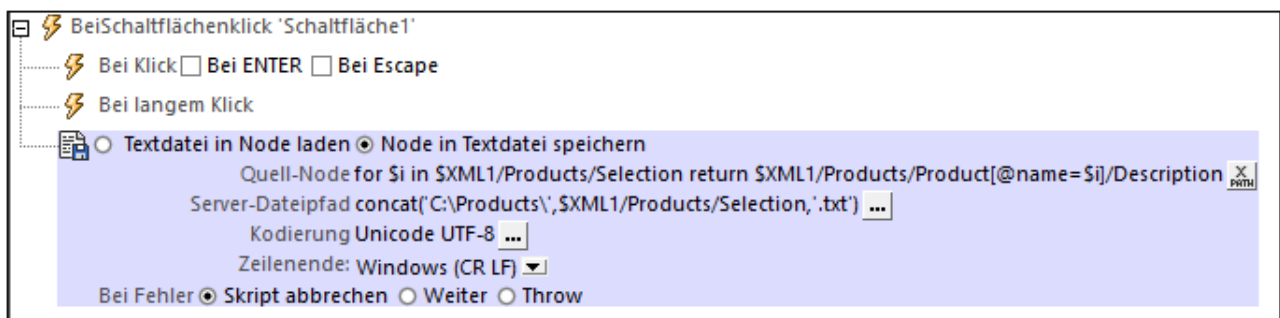 BeiSchaltflächenklick 'Schaltfläche1'
Bei Klick Bei ENTER Bei Escape
Bei langem Klick
Textdatei in Node laden Node in Textdatei speichern
Quell-Node for $i in $XML1/Products/Selection return $XML1/Products/Product[@name=$i]/Description X PATH
Server-Dateipfad concat('C:\Products\',$XML1/Products/Selection,'.txt') ...
Kodierung Unicode UTF-8 ...
Zeilenende: Windows (CR LF)
Bei Fehler Skript abbrechen Weiter Throw